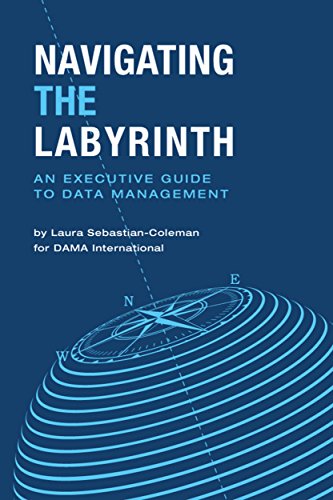 NAVIGATING
THE
LABYRINTH
AN EXECUTIVE GUIDE
TO DATA MANAGEMENT
by Laura Sebastian-Coleman
for DAMA International
N
E
W